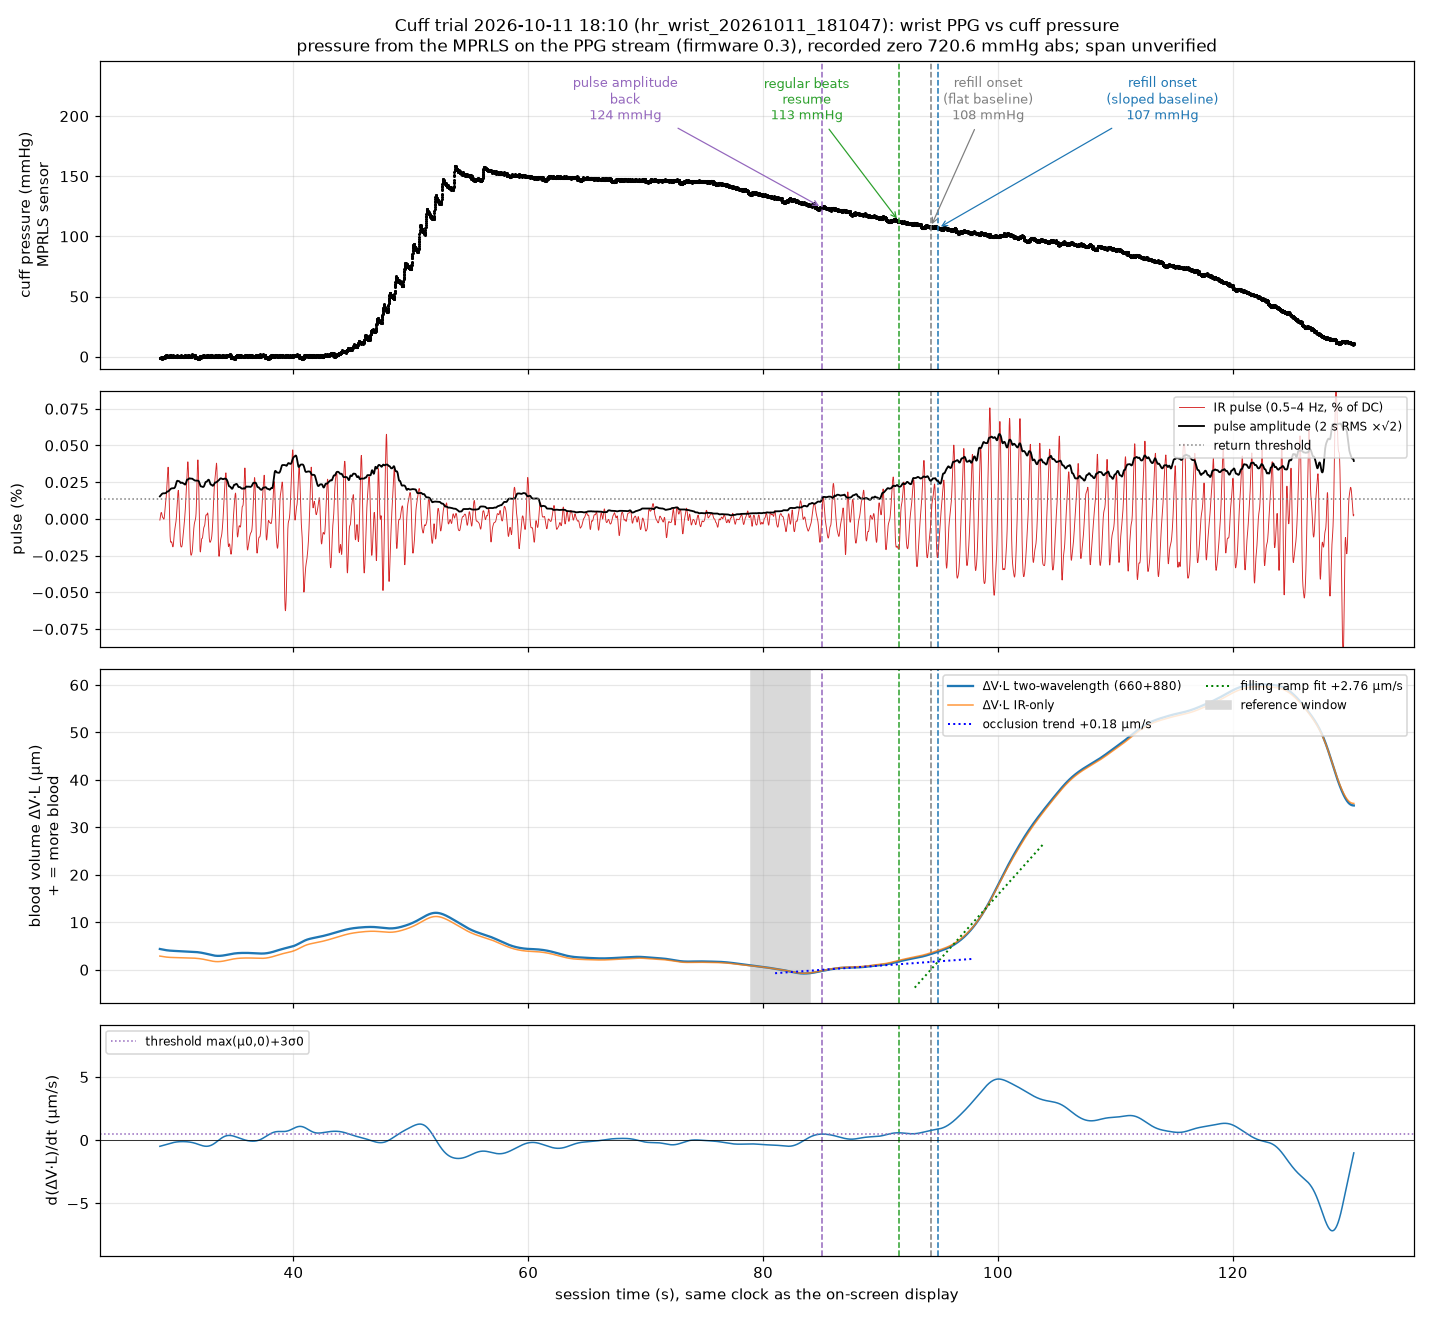 Cuff trial 2026-10-11 18:10 (hr_wrist_20261011_181047): wrist PPG vs cuff pressure
pressure from the MPRLS on the PPG stream (firmware 0.3), recorded zero 720.6 mmHg abs; span unverified
cuff pressure (mmHg)
MPRLS sensor
200
150
100
50
0
pulse amplitude
back
124 mmHg
regular beats
resume
113 mmHg
refill onset
(flat baseline)
108 mmHg
refill onset
(sloped baseline)
107 mmHg
pulse (%)
0.075
0.050
0.025
0.000
−0.025
−0.050
−0.075
IR pulse (0.5–4 Hz, % of DC)
pulse amplitude (2 s RMS ×√2)
return threshold
blood volume ΔV·L (μm)
+ = more blood
60
50
40
30
20
10
0
ΔV·L two-wavelength (660+880)
ΔV·L IR-only
occlusion trend +0.18 μm/s
filling ramp fit +2.76 μm/s
reference window
d(ΔV·L)/dt (μm/s)
5
0
−5
threshold max(μ0,0)+3σ0
40
60
80
100
120
session time (s), same clock as the on-screen display